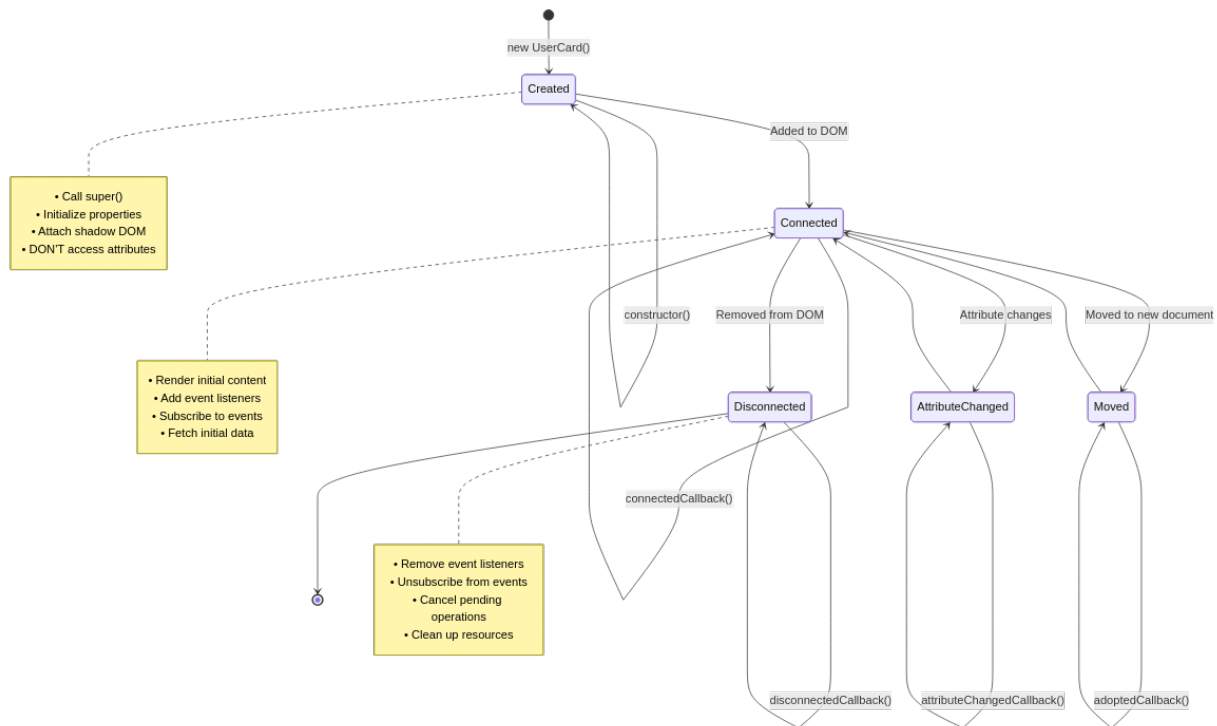 new UserCard()
Created
Added to DOM
• Call super()
• Initialize properties
• Attach shadow DOM
• DON'T access attributes
Connected
constructor()
Removed from DOM
Attribute changes
Moved to new document
• Render initial content
• Add event listeners
• Subscribe to events
• Fetch initial data
Disconnected
AttributeChanged
Moved
connectedCallback()
• Remove event listeners
• Unsubscribe from events
• Cancel pending
operations
• Clean up resources
disconnectedCallback()
attributeChangedCallback()
adoptedCallback()